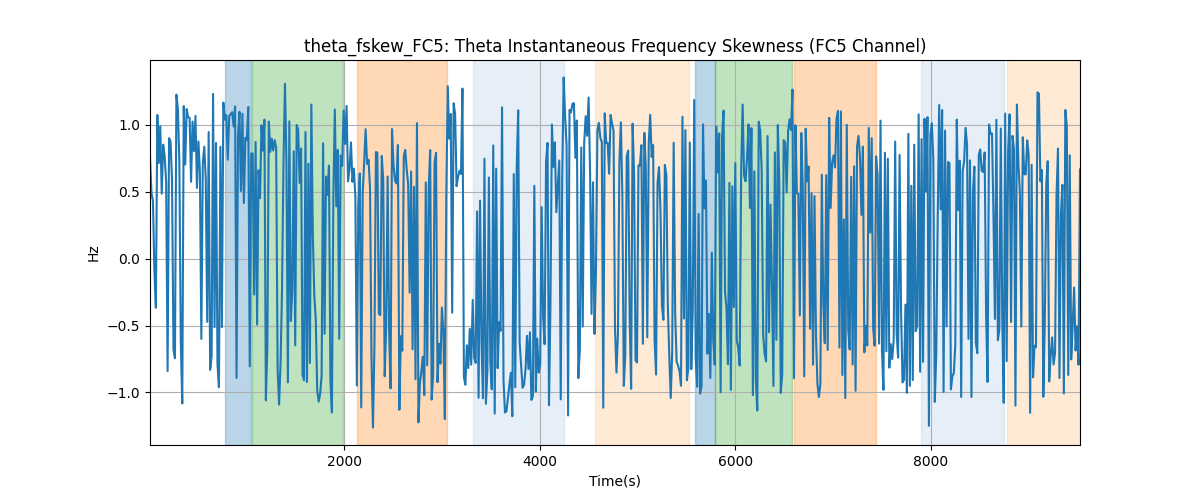 theta_fskew_FC5: Theta Instantaneous Frequency Skewness (FC5 Channel)
1.0
0.5
0.0
−0.5
−1.0
Hz
2000 4000 6000 8000
Time(s)